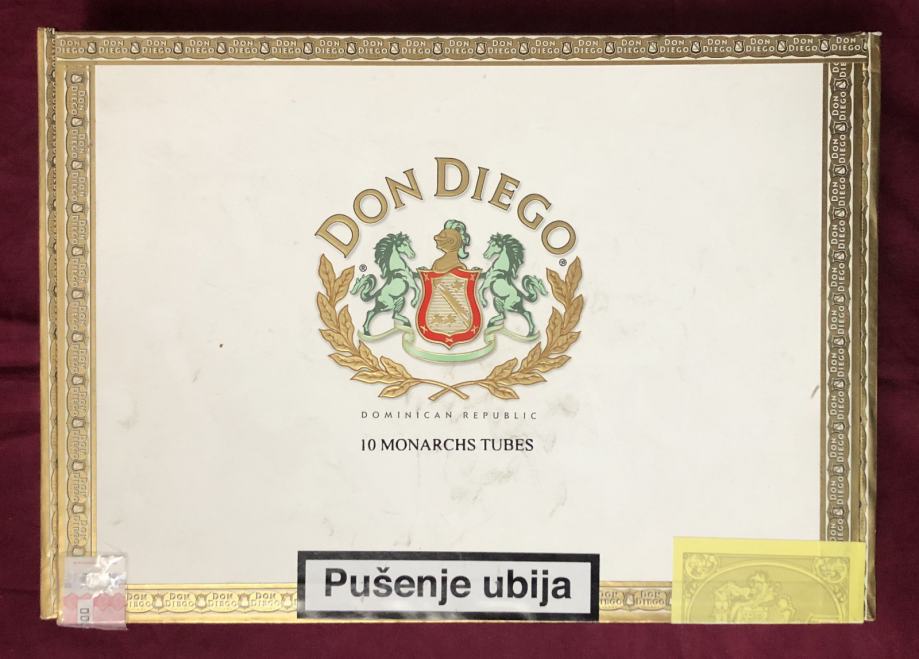 DON DIEGO
DOMINICAN REPUBLIC
10 MONARCHS TUBES
Pušenje ubija